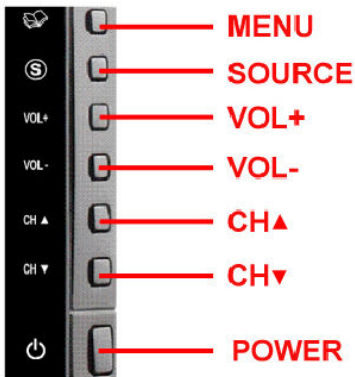 MENU
Ⓢ SOURCE
VOL+ VOL+
VOL- VOL-
CH ▲ CH▲
CH ▼ CH▼
POWER